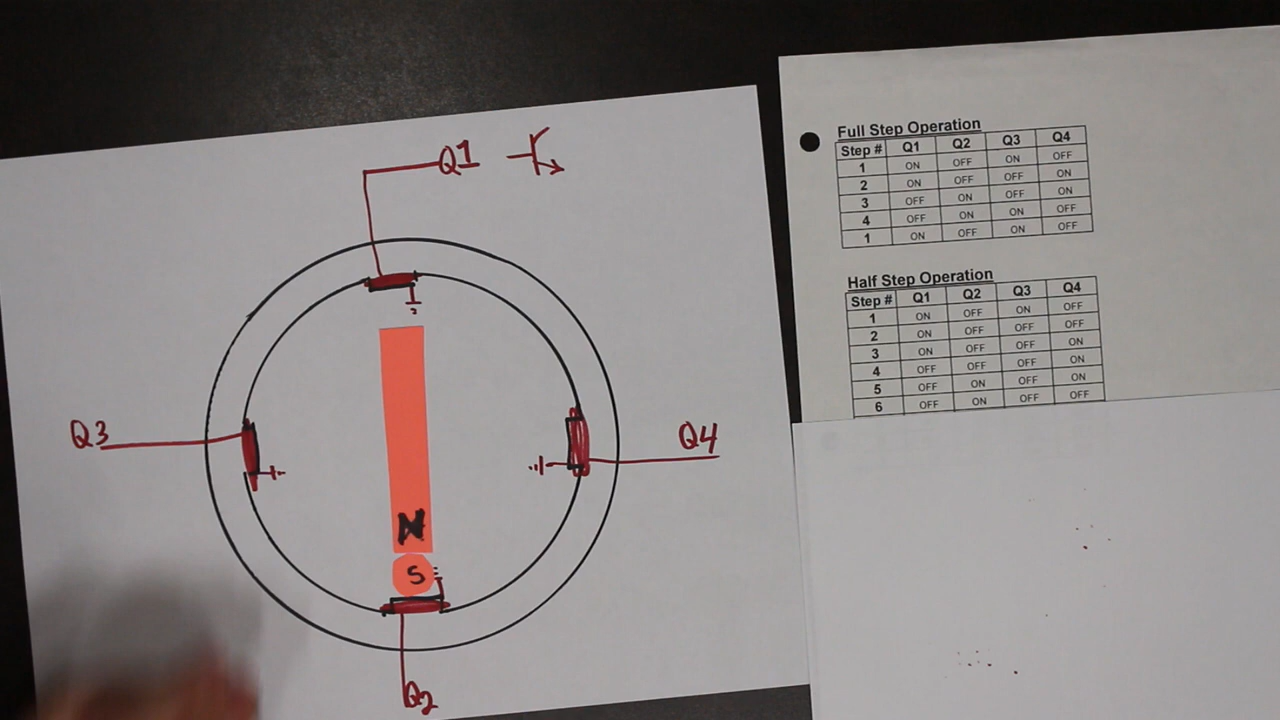 Q1
Q3
Q4
N
S
Q2
Full Step Operation
Step # Q1 Q2 Q3 Q4
1 ON OFF ON OFF
2 ON OFF OFF ON
3 OFF ON OFF ON
4 OFF ON ON OFF
1 ON OFF ON OFF
Half Step Operation
Step # Q1 Q2 Q3 Q4
1 ON OFF ON OFF
2 ON OFF OFF OFF
3 ON OFF OFF ON
4 OFF OFF OFF ON
5 OFF ON OFF ON
6 OFF ON OFF OFF